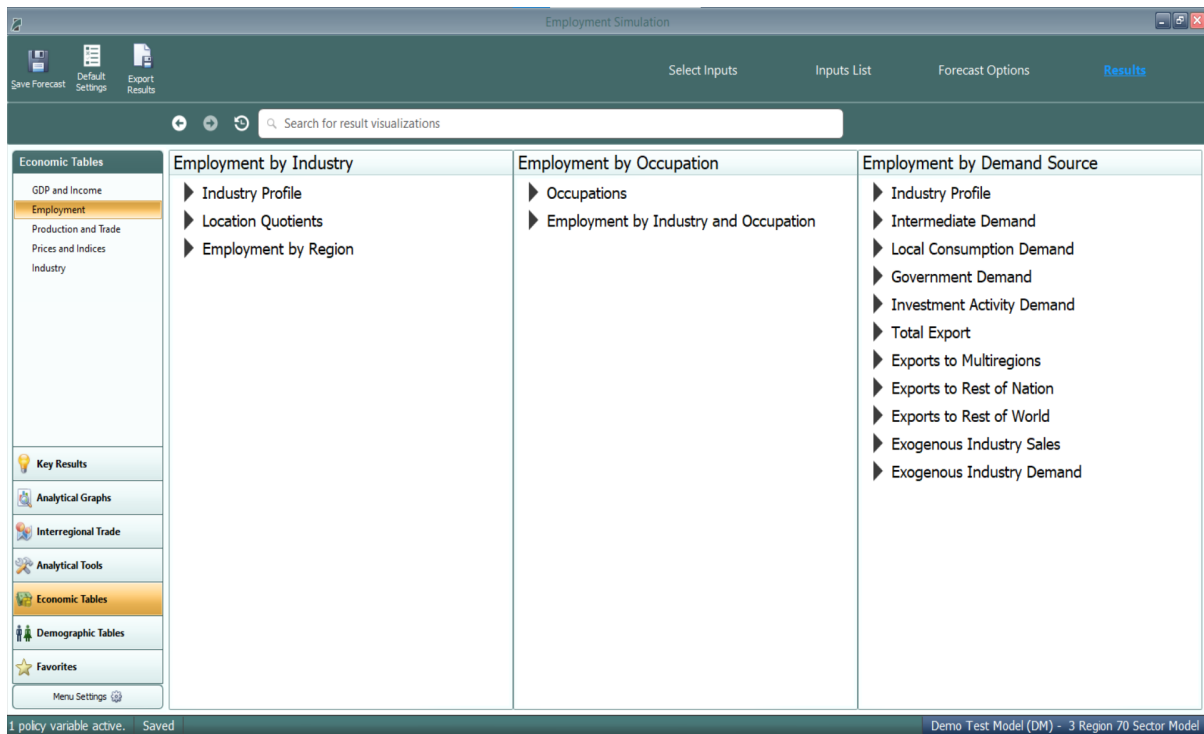 Employment Simulation
Save Forecast
Default Settings
Export Results
Select Inputs
Inputs List
Forecast Options
Results
Search for result visualizations
Economic Tables
GDP and Income
Employment
Production and Trade
Prices and Indices
Industry
Key Results
Analytical Graphs
Interregional Trade
Analytical Tools
Economic Tables
Demographic Tables
Favorites
Menu Settings
Employment by Industry
Industry Profile
Location Quotients
Employment by Region
Employment by Occupation
Occupations
Employment by Industry and Occupation
Employment by Demand Source
Industry Profile
Intermediate Demand
Local Consumption Demand
Government Demand
Investment Activity Demand
Total Export
Exports to Multiregions
Exports to Rest of Nation
Exports to Rest of World
Exogenous Industry Sales
Exogenous Industry Demand
1 policy variable active.
Saved
Demo Test Model (DM) - 3 Region 70 Sector Model